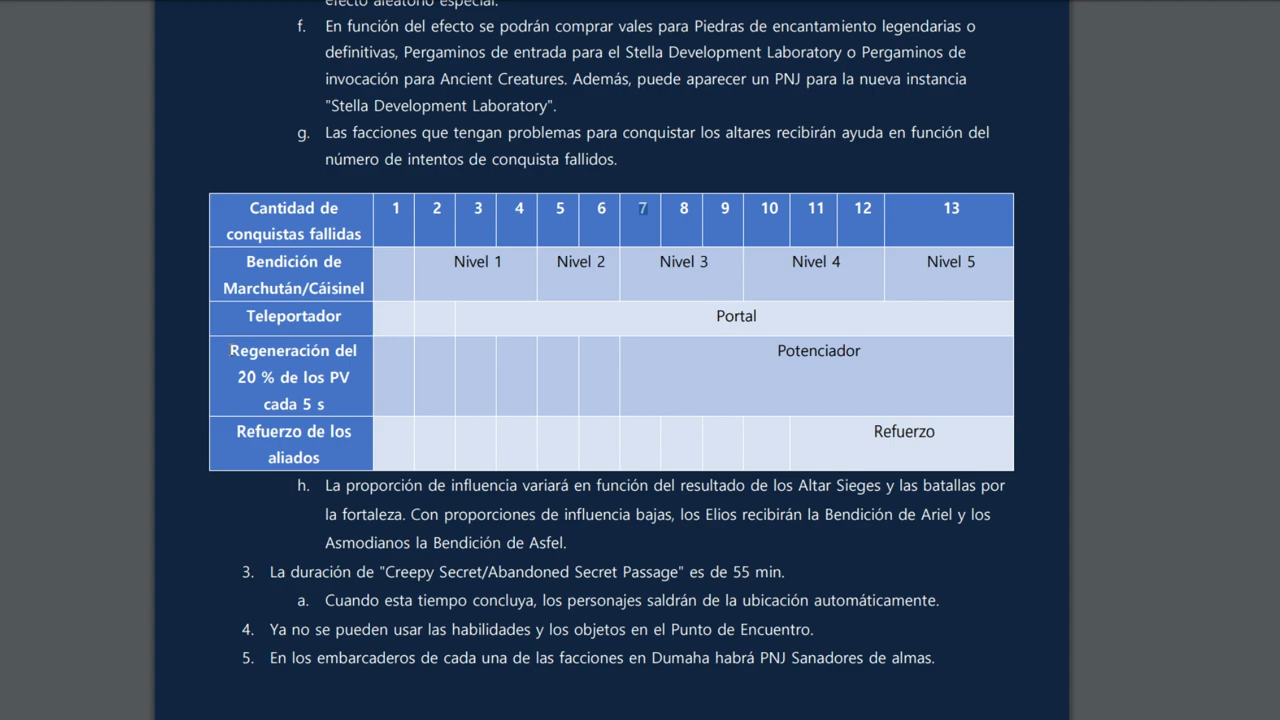 efecto aleatorio especial.
f. En función del efecto se podrán comprar vales para Piedras de encantamiento legendarias o
definitivas, Pergaminos de entrada para el Stella Development Laboratory o Pergaminos de
invocación para Ancient Creatures. Además, puede aparecer un PNJ para la nueva instancia
"Stella Development Laboratory".
g. Las facciones que tengan problemas para conquistar los altares recibirán ayuda en función del
número de intentos de conquista fallidos.
Cantidad de 1 2 3 4 5 6 7 8 9 10 11 12 13
conquistas fallidas
Bendición de Nivel 1 Nivel 2 Nivel 3 Nivel 4 Nivel 5
Marchután/Cáisinel
Teleportador Portal
Regeneración del Potenciador
20 % de los PV
cada 5 s
Refuerzo de los Refuerzo
aliados
h. La proporción de influencia variará en función del resultado de los Altar Sieges y las batallas por
la fortaleza. Con proporciones de influencia bajas, los Elios recibirán la Bendición de Ariel y los
Asmodianos la Bendición de Asfel.
3. La duración de "Creepy Secret/Abandoned Secret Passage" es de 55 min.
a. Cuando esta tiempo concluya, los personajes saldrán de la ubicación automáticamente.
4. Ya no se pueden usar las habilidades y los objetos en el Punto de Encuentro.
5. En los embarcaderos de cada una de las facciones en Dumaha habrá PNJ Sanadores de almas.